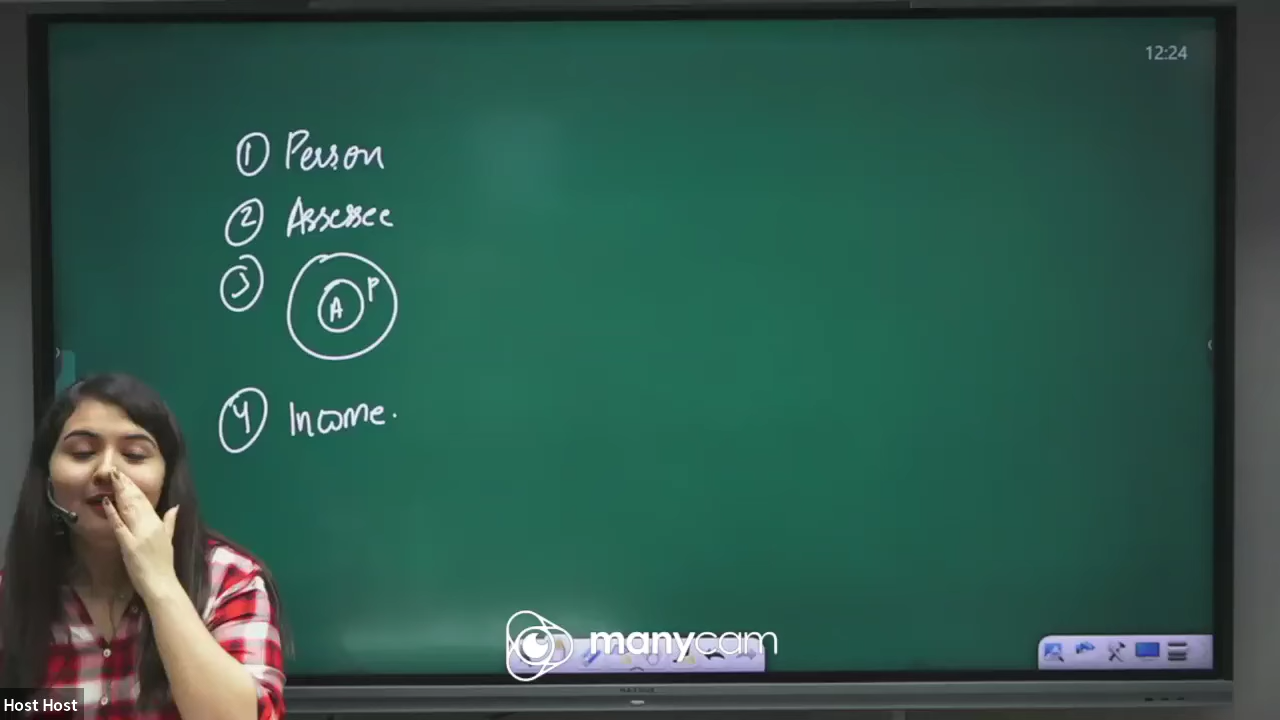 12:24
① Person
② Assessee
③ A P
④ Income.
manycam
Host Host